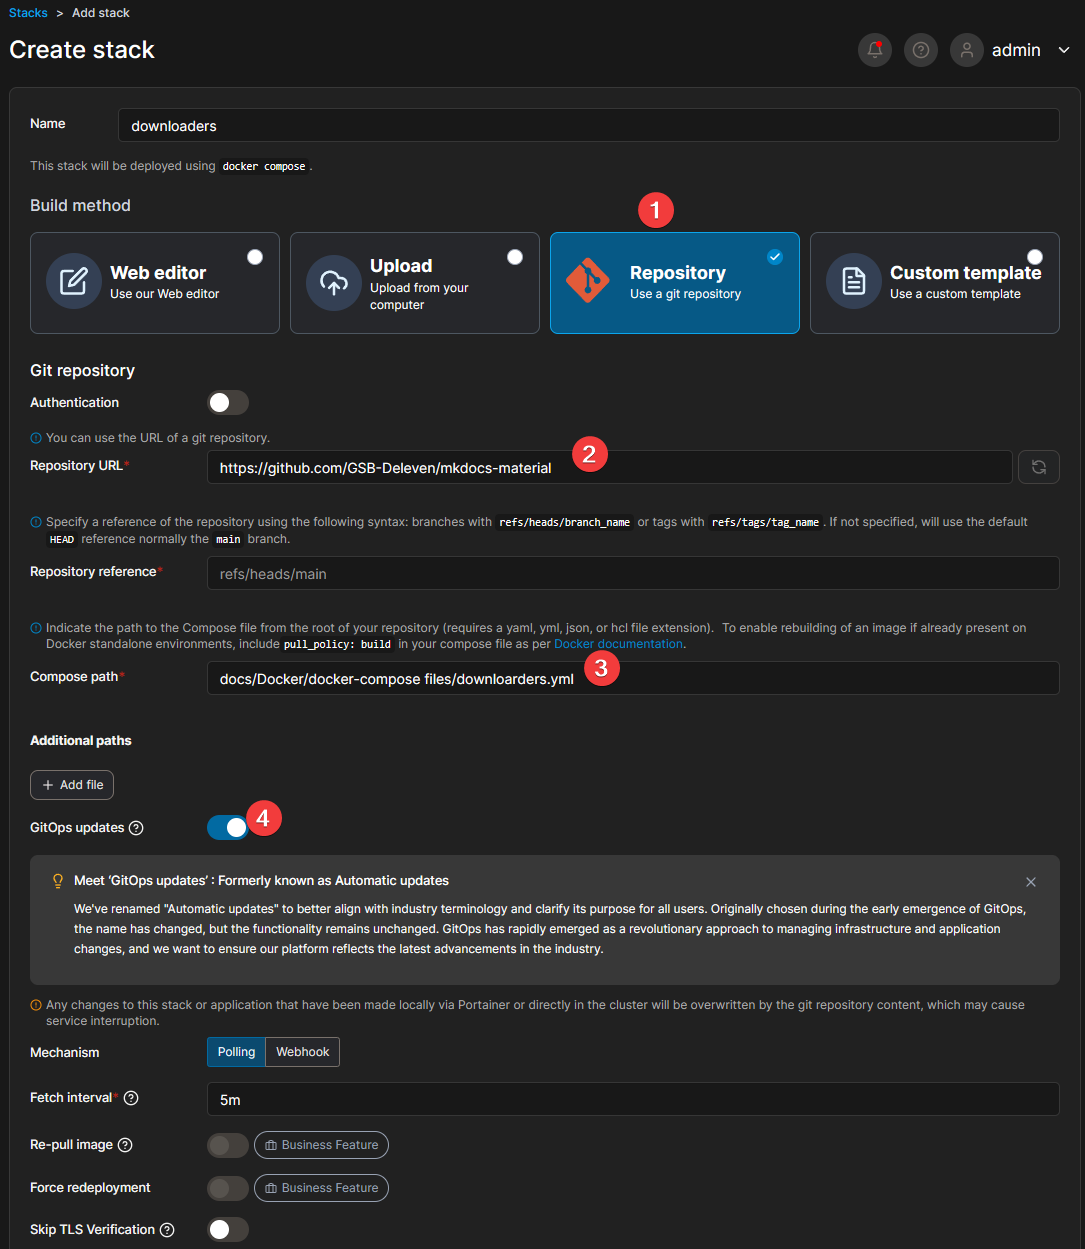 Stacks > Add stack
Create stack
admin
Name
downloaders
This stack will be deployed using docker compose .
Build method
1
Web editor
Use our Web editor
Upload
Upload from your
computer
Repository
Use a git repository
Custom template
Use a custom template
Git repository
Authentication
You can use the URL of a git repository.
2
Repository URL*
https://github.com/GSB-Deleven/mkdocs-material
Specify a reference of the repository using the following syntax: branches with refs/heads/branch_name or tags with refs/tags/tag_name . If not specified, will use the default
HEAD reference normally the main branch.
Repository reference*
refs/heads/main
Indicate the path to the Compose file from the root of your repository (requires a yaml, yml, json, or hcl file extension). To enable rebuilding of an image if already present on
Docker standalone environments, include pull_policy: build in your compose file as per Docker documentation.
3
Compose path*
docs/Docker/docker-compose files/downloarders.yml
Additional paths
+ Add file
GitOps updates ?
4
Meet ‘GitOps updates’ : Formerly known as Automatic updates
We've renamed "Automatic updates" to better align with industry terminology and clarify its purpose for all users. Originally chosen during the early emergence of GitOps,
the name has changed, but the functionality remains unchanged. GitOps has rapidly emerged as a revolutionary approach to managing infrastructure and application
changes, and we want to ensure our platform reflects the latest advancements in the industry.
Any changes to this stack or application that have been made locally via Portainer or directly in the cluster will be overwritten by the git repository content, which may cause
service interruption.
Mechanism
Polling
Webhook
Fetch interval* ?
5m
Re-pull image ?
Business Feature
Force redeployment
Business Feature
Skip TLS Verification ?